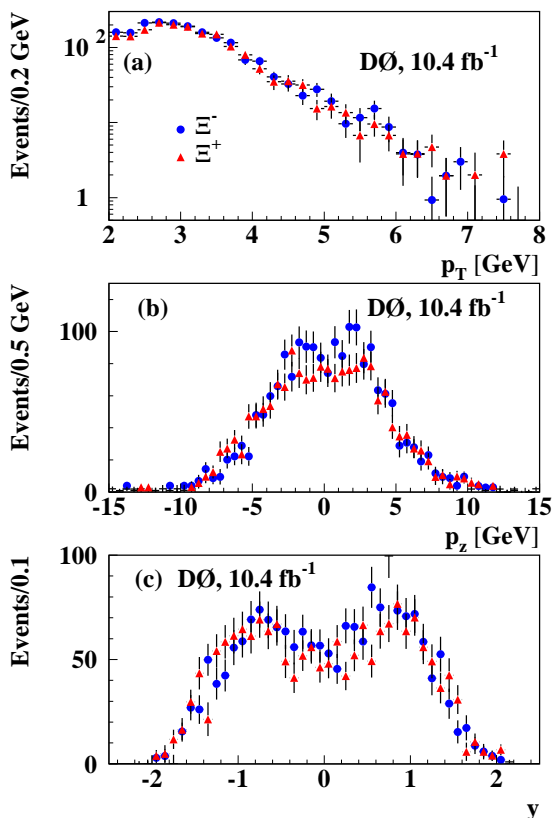 Events/0.2 GeV
10²
1
(a)
DØ, 10.4 fb⁻¹
Ξ⁻
Ξ⁺
2 3 4 5 6 7 8
p_T [GeV]
Events/0.5 GeV
100
0
(b)
DØ, 10.4 fb⁻¹
-15 -10 -5 0 5 10 15
p_z [GeV]
Events/0.1
100
50
0
(c) DØ, 10.4 fb⁻¹
-2 -1 0 1 2
y